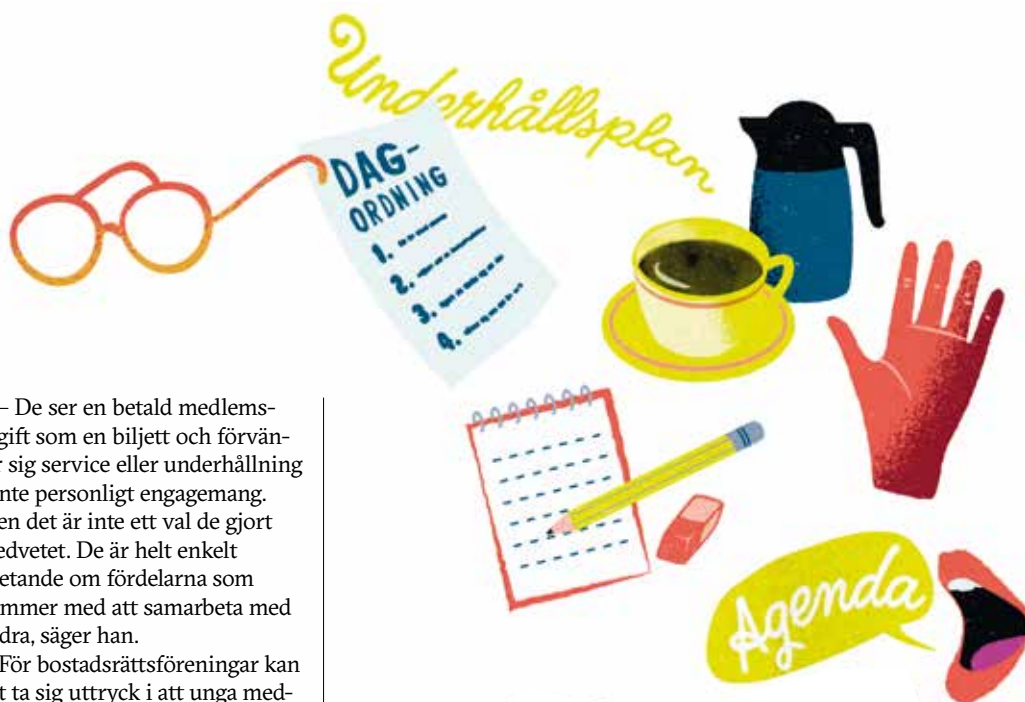 Underhållsplan
DAG-
ORDNING
1.
2.
3.
4.
– De ser en betald medlems-
gift som en biljett och förvän-
r sig service eller underhållning
nte personligt engagemang.
en det är inte ett val de gjort
edvetet. De är helt enkelt
etande om fördelarna som
mmer med att samarbeta med
dra, säger han.
För bostadsrättsföreningar kan
t ta sig uttryck i att unga med-
Agenda